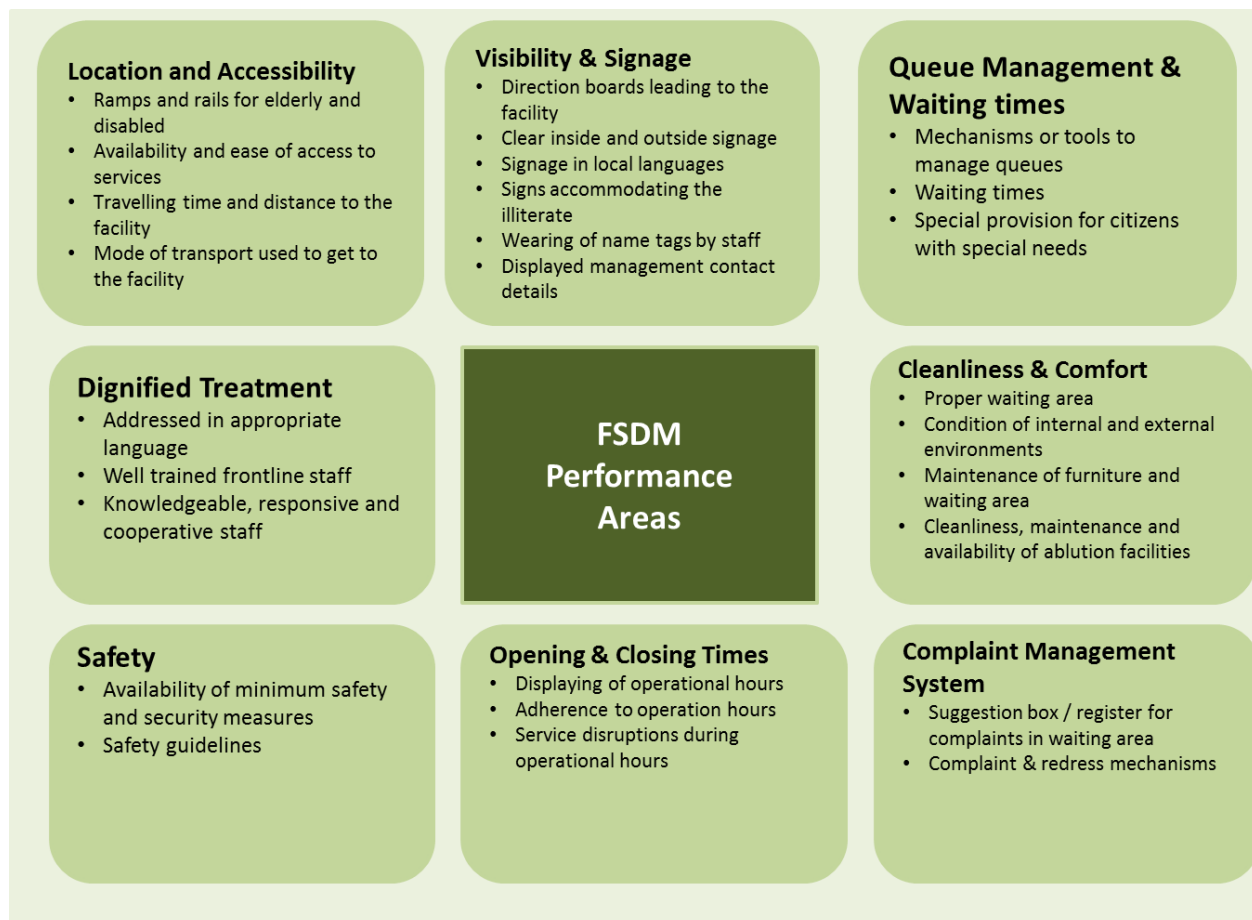 Location and Accessibility
• Ramps and rails for elderly and
disabled
• Availability and ease of access to
services
• Travelling time and distance to the
facility
• Mode of transport used to get to
the facility
Visibility & Signage
• Direction boards leading to the
facility
• Clear inside and outside signage
• Signage in local languages
• Signs accommodating the
illiterate
• Wearing of name tags by staff
• Displayed management contact
details
Queue Management &
Waiting times
• Mechanisms or tools to
manage queues
• Waiting times
• Special provision for citizens
with special needs
Dignified Treatment
• Addressed in appropriate
language
• Well trained frontline staff
• Knowledgeable, responsive and
cooperative staff
FSDM
Performance
Areas
Cleanliness & Comfort
• Proper waiting area
• Condition of internal and external
environments
• Maintenance of furniture and
waiting area
• Cleanliness, maintenance and
availability of ablution facilities
Safety
• Availability of minimum safety
and security measures
• Safety guidelines
Opening & Closing Times
• Displaying of operational hours
• Adherence to operation hours
• Service disruptions during
operational hours
Complaint Management
System
• Suggestion box / register for
complaints in waiting area
• Complaint & redress mechanisms